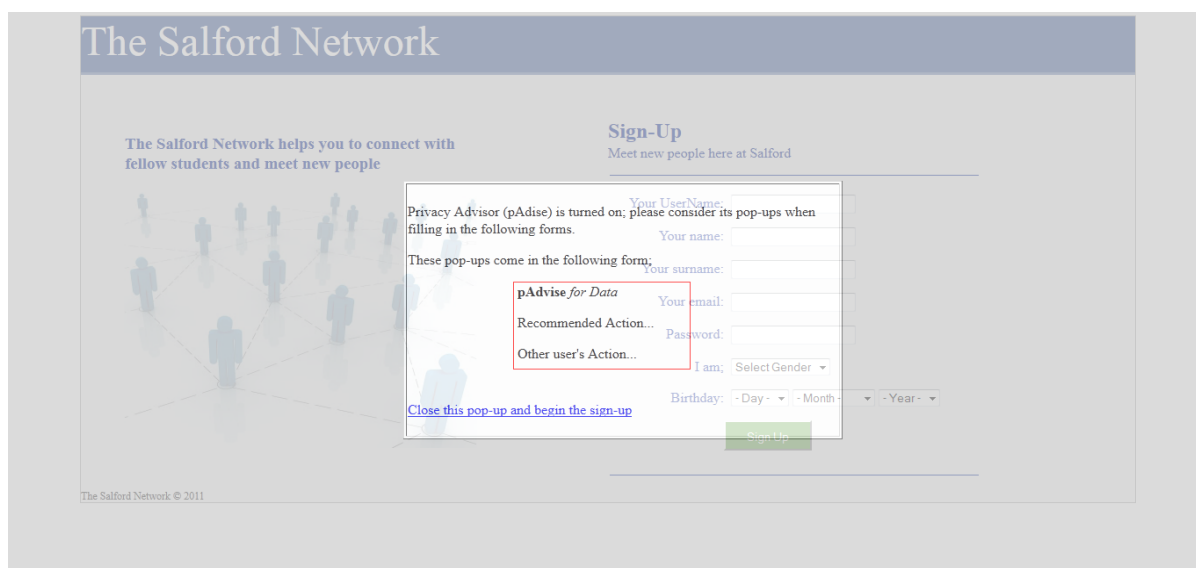 The Salford Network
The Salford Network helps you to connect with
fellow students and meet new people
Sign-Up
Meet new people here at Salford
Your UserName:
Your name:
Your surname:
Your email:
Password:
I am; Select Gender
Birthday: - Day - - Month - - Year -
Sign Up
Privacy Advisor (pAdise) is turned on; please consider its pop-ups when
filling in the following forms.
These pop-ups come in the following form;
pAdvise for Data
Recommended Action...
Other user's Action...
Close this pop-up and begin the sign-up
The Salford Network © 2011